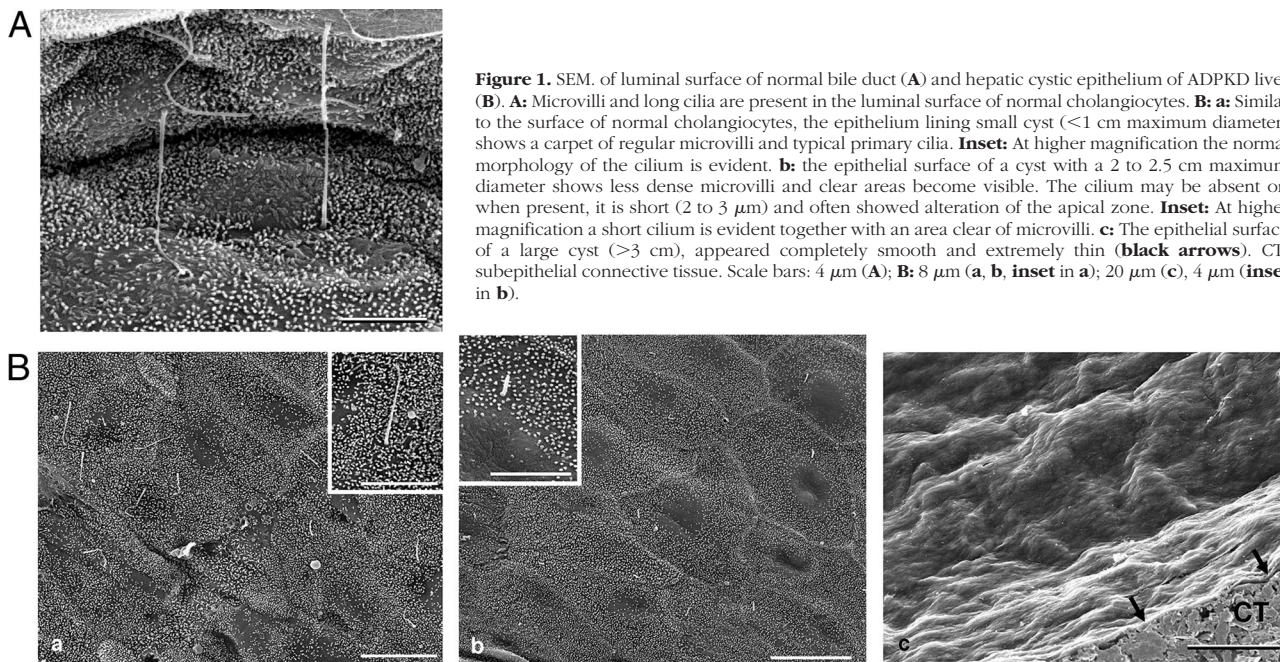 A
Figure 1. SEM. of luminal surface of normal bile duct (A) and hepatic cystic epithelium of ADPKD live
(B). A: Microvilli and long cilia are present in the luminal surface of normal cholangiocytes. B: a: Simila
to the surface of normal cholangiocytes, the epithelium lining small cyst (<1 cm maximum diameter
shows a carpet of regular microvilli and typical primary cilia. Inset: At higher magnification the norma
morphology of the cilium is evident. b: the epithelial surface of a cyst with a 2 to 2.5 cm maximum
diameter shows less dense microvilli and clear areas become visible. The cilium may be absent o
when present, it is short (2 to 3 μm) and often showed alteration of the apical zone. Inset: At highe
magnification a short cilium is evident together with an area clear of microvilli. c: The epithelial surfac
of a large cyst (>3 cm), appeared completely smooth and extremely thin (black arrows). CT
subepithelial connective tissue. Scale bars: 4 μm (A); B: 8 μm (a, b, inset in a); 20 μm (c), 4 μm (inse
in b).
B
a
b
c
CT